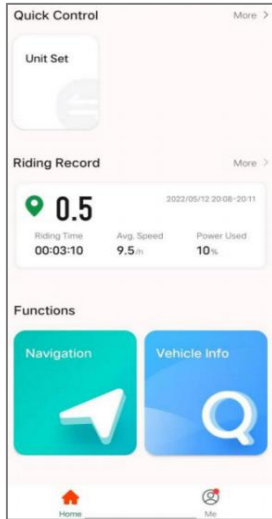 Quick Control More >
Unit Set
Riding Record More >
0.5 2022/05/12 20:08-20:11
Riding Time Avg. Speed Power Used
00:03:10 9.5/h 10%
Functions
Navigation Vehicle Info
Home Me